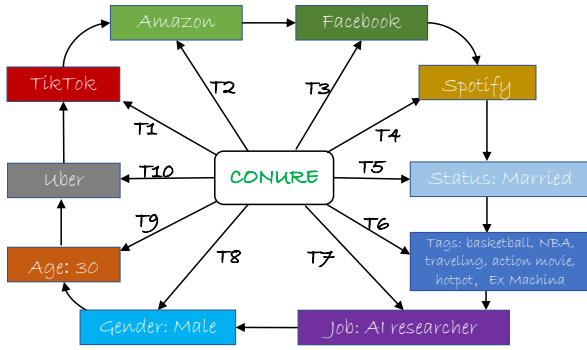 Amazon
Facebook
TikTok
Spotify
T2
T3
T1
T4
Uber
T10
CONURE
T5
Status: Married
T9
T6
Age: 30
T8
T7
Tags: basketball, NBA,
traveling, action movie,
hotpot, Ex Machina
Gender: Male
Job: AI researcher